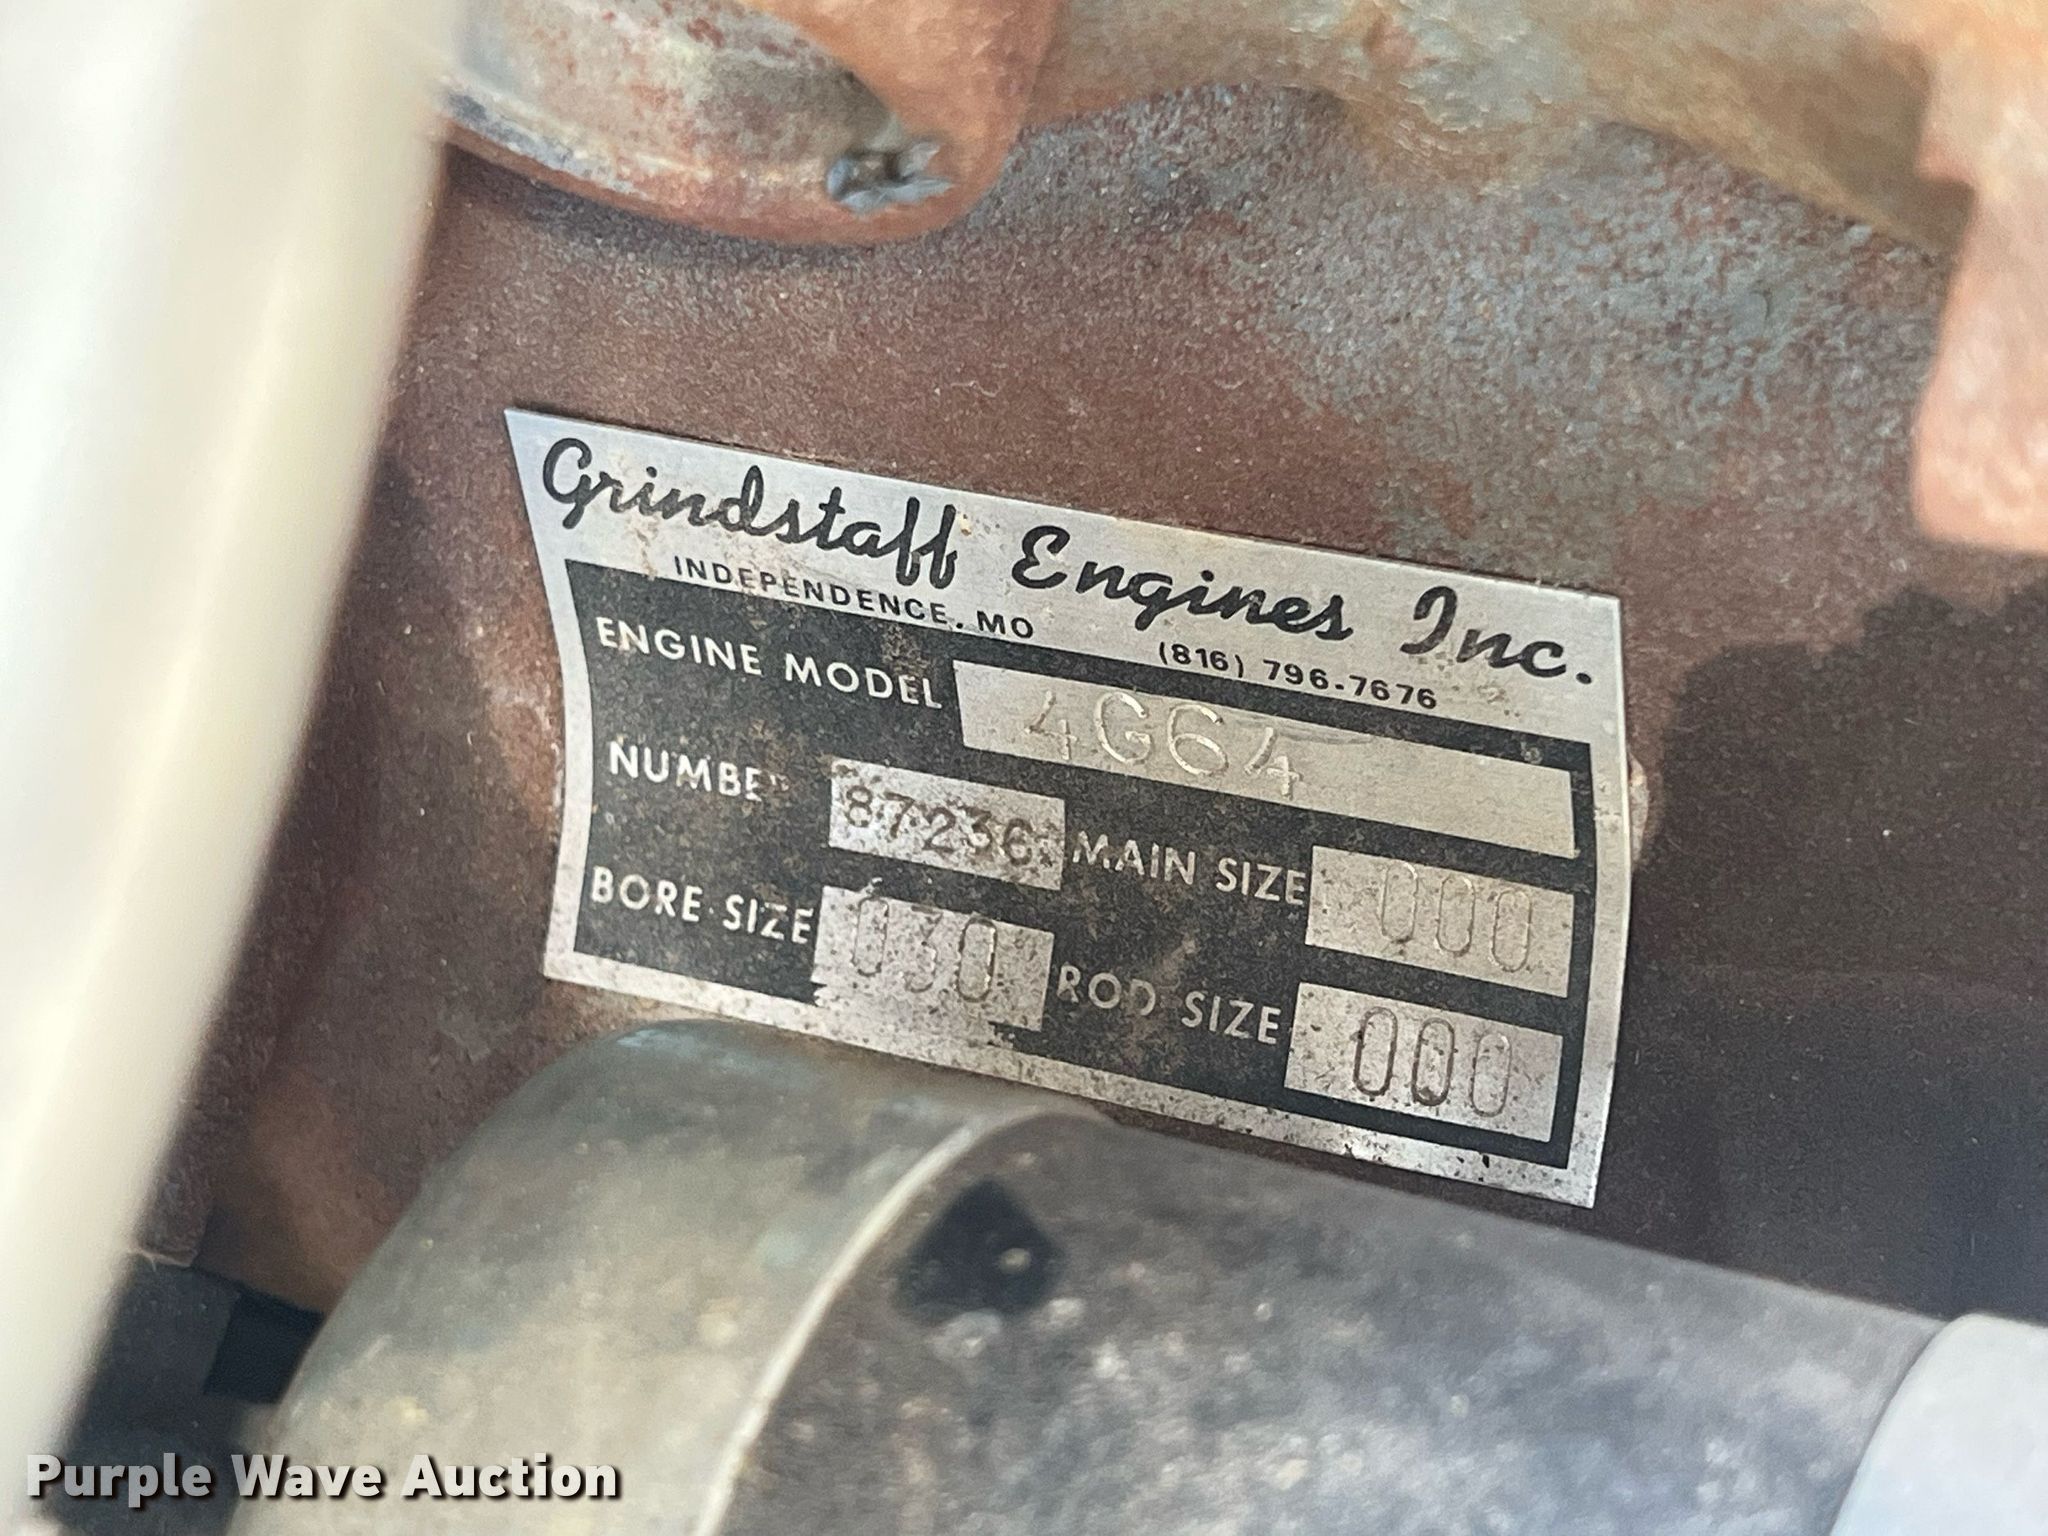 Grindstaff Engines Inc.
INDEPENDENCE, MO (816) 796-7676
ENGINE MODEL 4G64
NUMBER 87236 MAIN SIZE 000
BORE SIZE 030 ROD SIZE 000
Purple Wave Auction